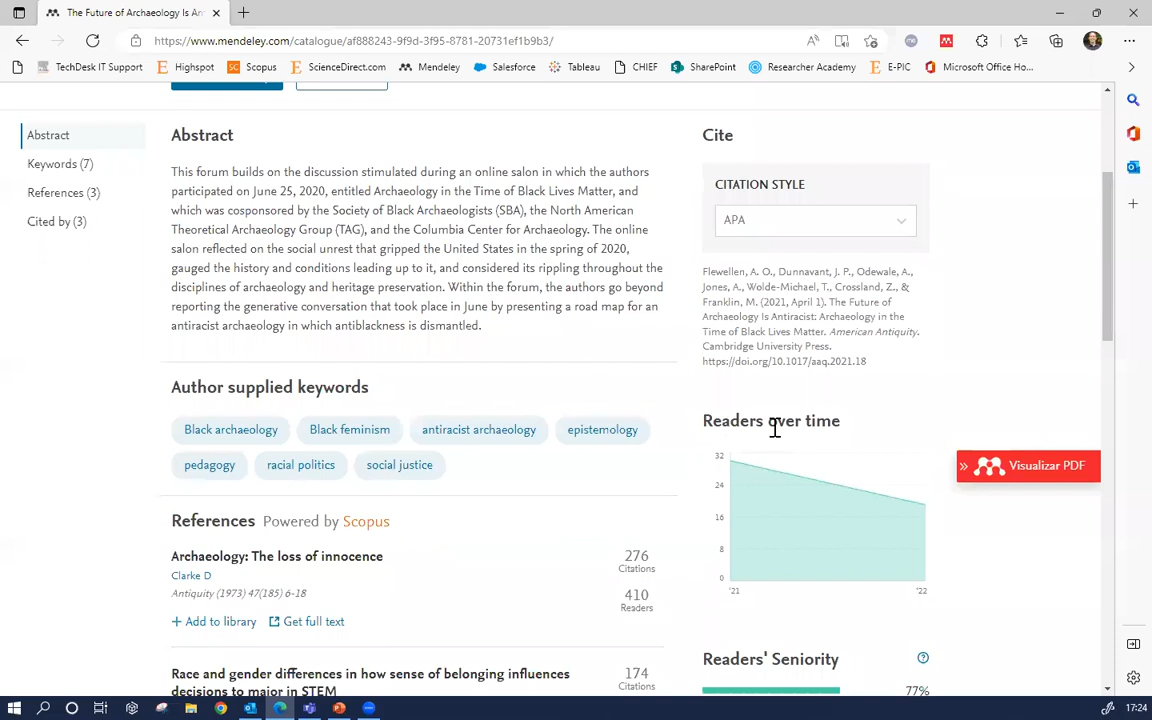 The Future of Archaeology Is An
https://www.mendeley.com/catalogue/af888243-9f9d-3f95-8781-20731ef1b9b3/
TechDesk IT Support
Highspot
Scopus
ScienceDirect.com
Mendeley
Salesforce
Tableau
CHIEF
SharePoint
Researcher Academy
E-PIC
Microsoft Office Ho...
Abstract
Keywords (7)
References (3)
Cited by (3)
Abstract
This forum builds on the discussion stimulated during an online salon in which the authors
participated on June 25, 2020, entitled Archaeology in the Time of Black Lives Matter, and
which was cosponsored by the Society of Black Archaeologists (SBA), the North American
Theoretical Archaeology Group (TAG), and the Columbia Center for Archaeology. The online
salon reflected on the social unrest that gripped the United States in the spring of 2020,
gauged the history and conditions leading up to it, and considered its rippling throughout the
disciplines of archaeology and heritage preservation. Within the forum, the authors go beyond
reporting the generative conversation that took place in June by presenting a road map for an
antiracist archaeology in which antiblackness is dismantled.
Author supplied keywords
Black archaeology
Black feminism
antiracist archaeology
epistemology
pedagogy
racial politics
social justice
References Powered by Scopus
Archaeology: The loss of innocence
Clarke D
Antiquity (1973) 47(185) 6-18
276
Citations
410
Readers
+ Add to library
Get full text
Race and gender differences in how sense of belonging influences
decisions to major in STEM
174
Citations
Cite
CITATION STYLE
APA
Flewellen, A. O., Dunnavant, J. P., Odewale, A.,
Jones, A., Wolde-Michael, T., Crossland, Z., &
Franklin, M. (2021, April 1). The Future of
Archaeology Is Antiracist: Archaeology in the
Time of Black Lives Matter. American Antiquity.
Cambridge University Press.
https://doi.org/10.1017/aaq.2021.18
Readers over time
32
24
16
8
0
'21
'22
Visualizar PDF
Readers' Seniority
77%
17:24